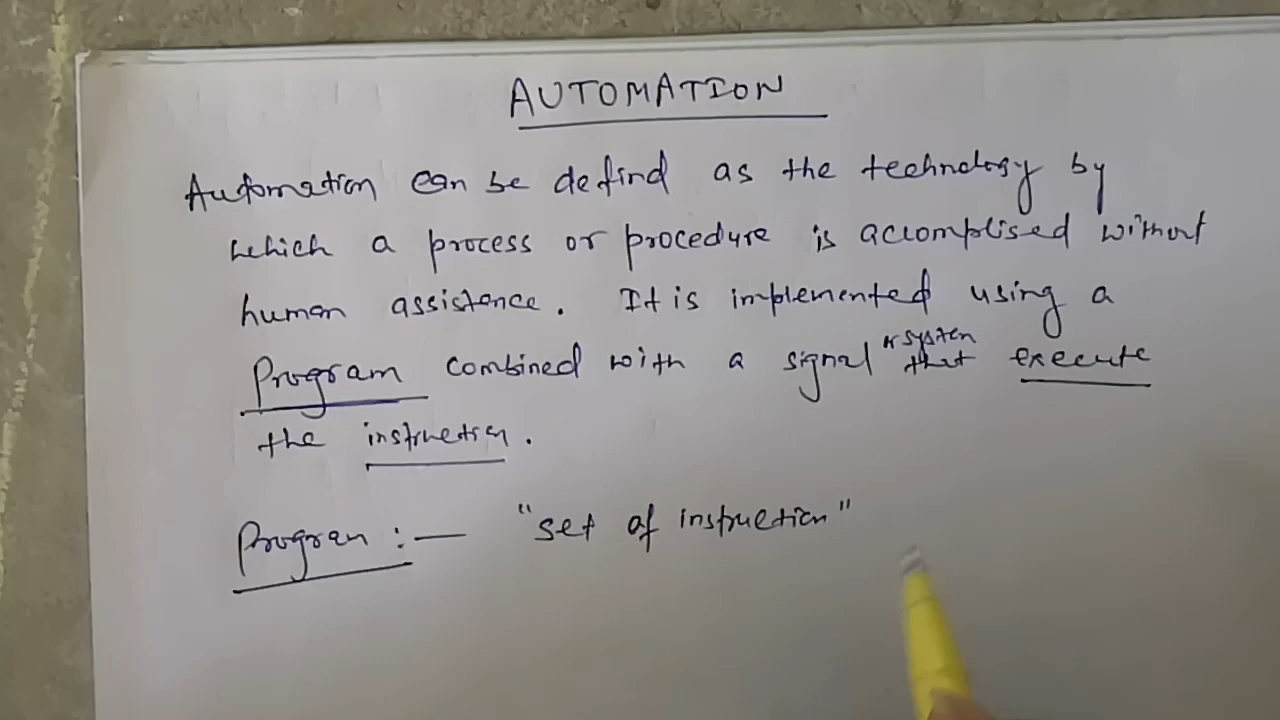 AUTOMATION
Automation can be defind as the technology by
which a process or procedure is accomplised without
human assistence. It is implemented using a
Program combined with a signal "system that execute
the instruction.
Program :— "set of instruction"